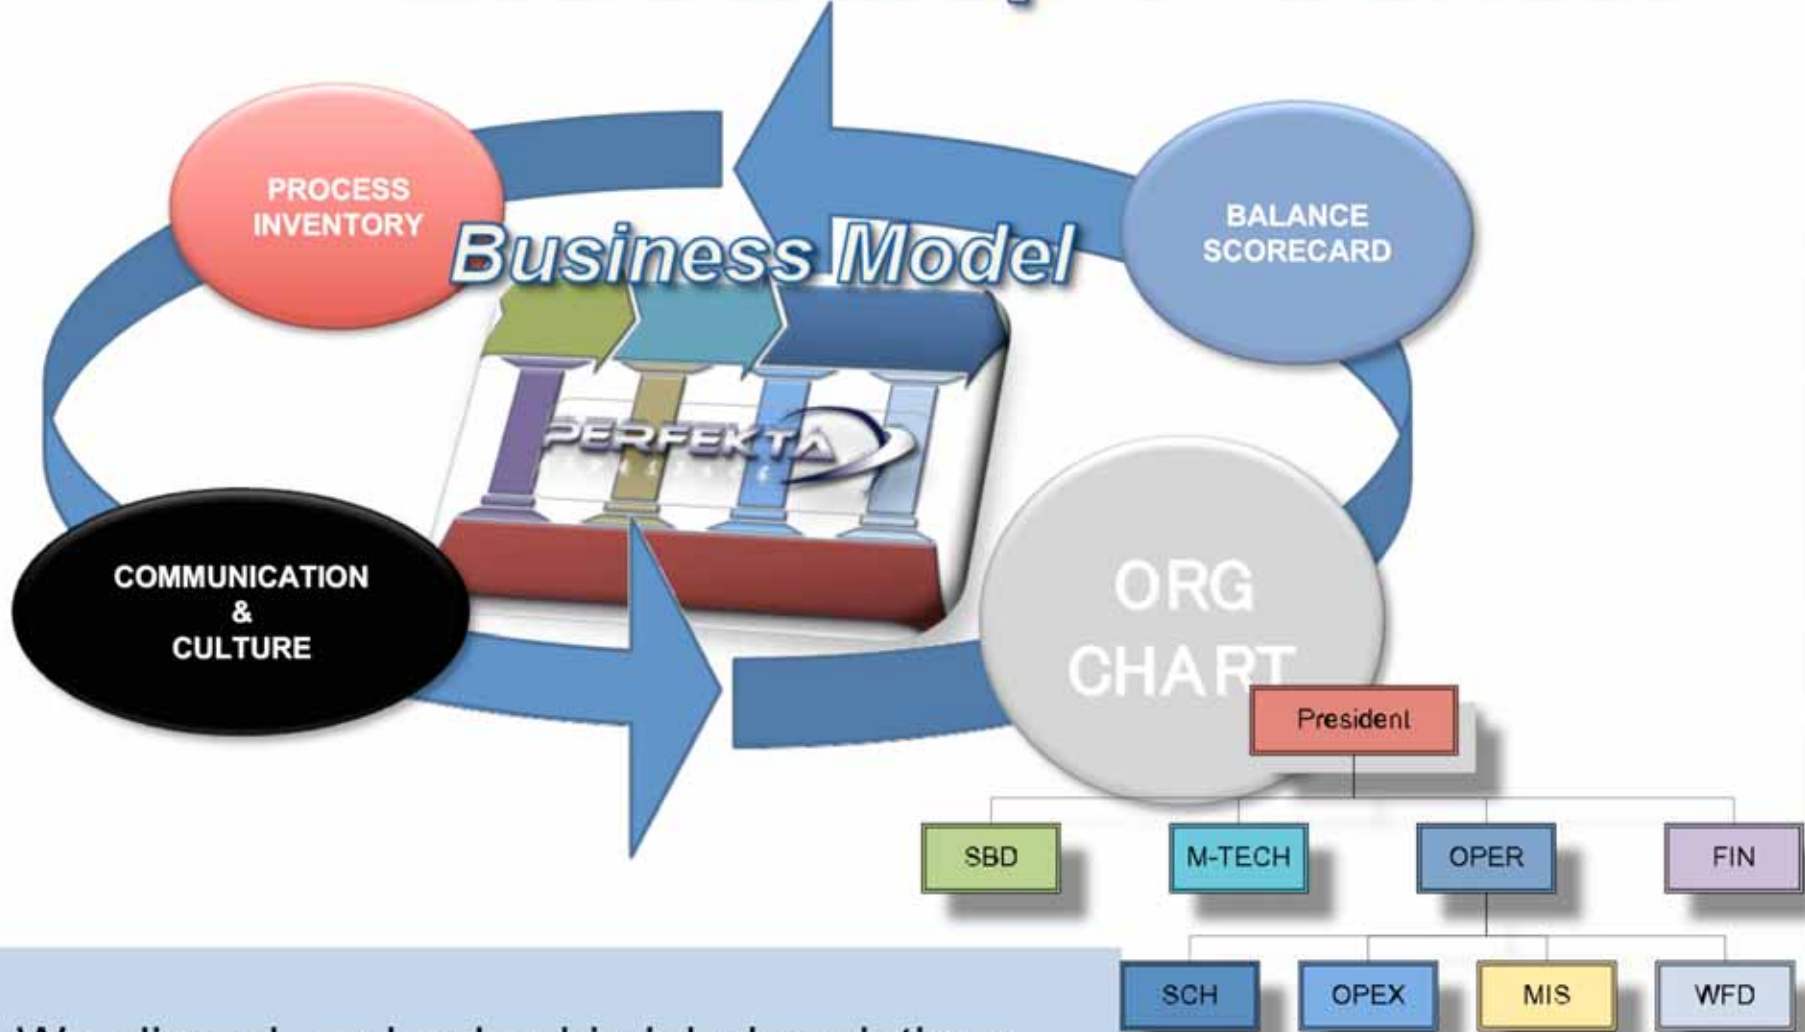 PROCESS
INVENTORY
BALANCE
SCORECARD
Business Model
PERFEKTA
COMMUNICATION
&
CULTURE
ORG
CHART
President
SBD
M-TECH
OPER
FIN
SCH
OPEX
MIS
WFD